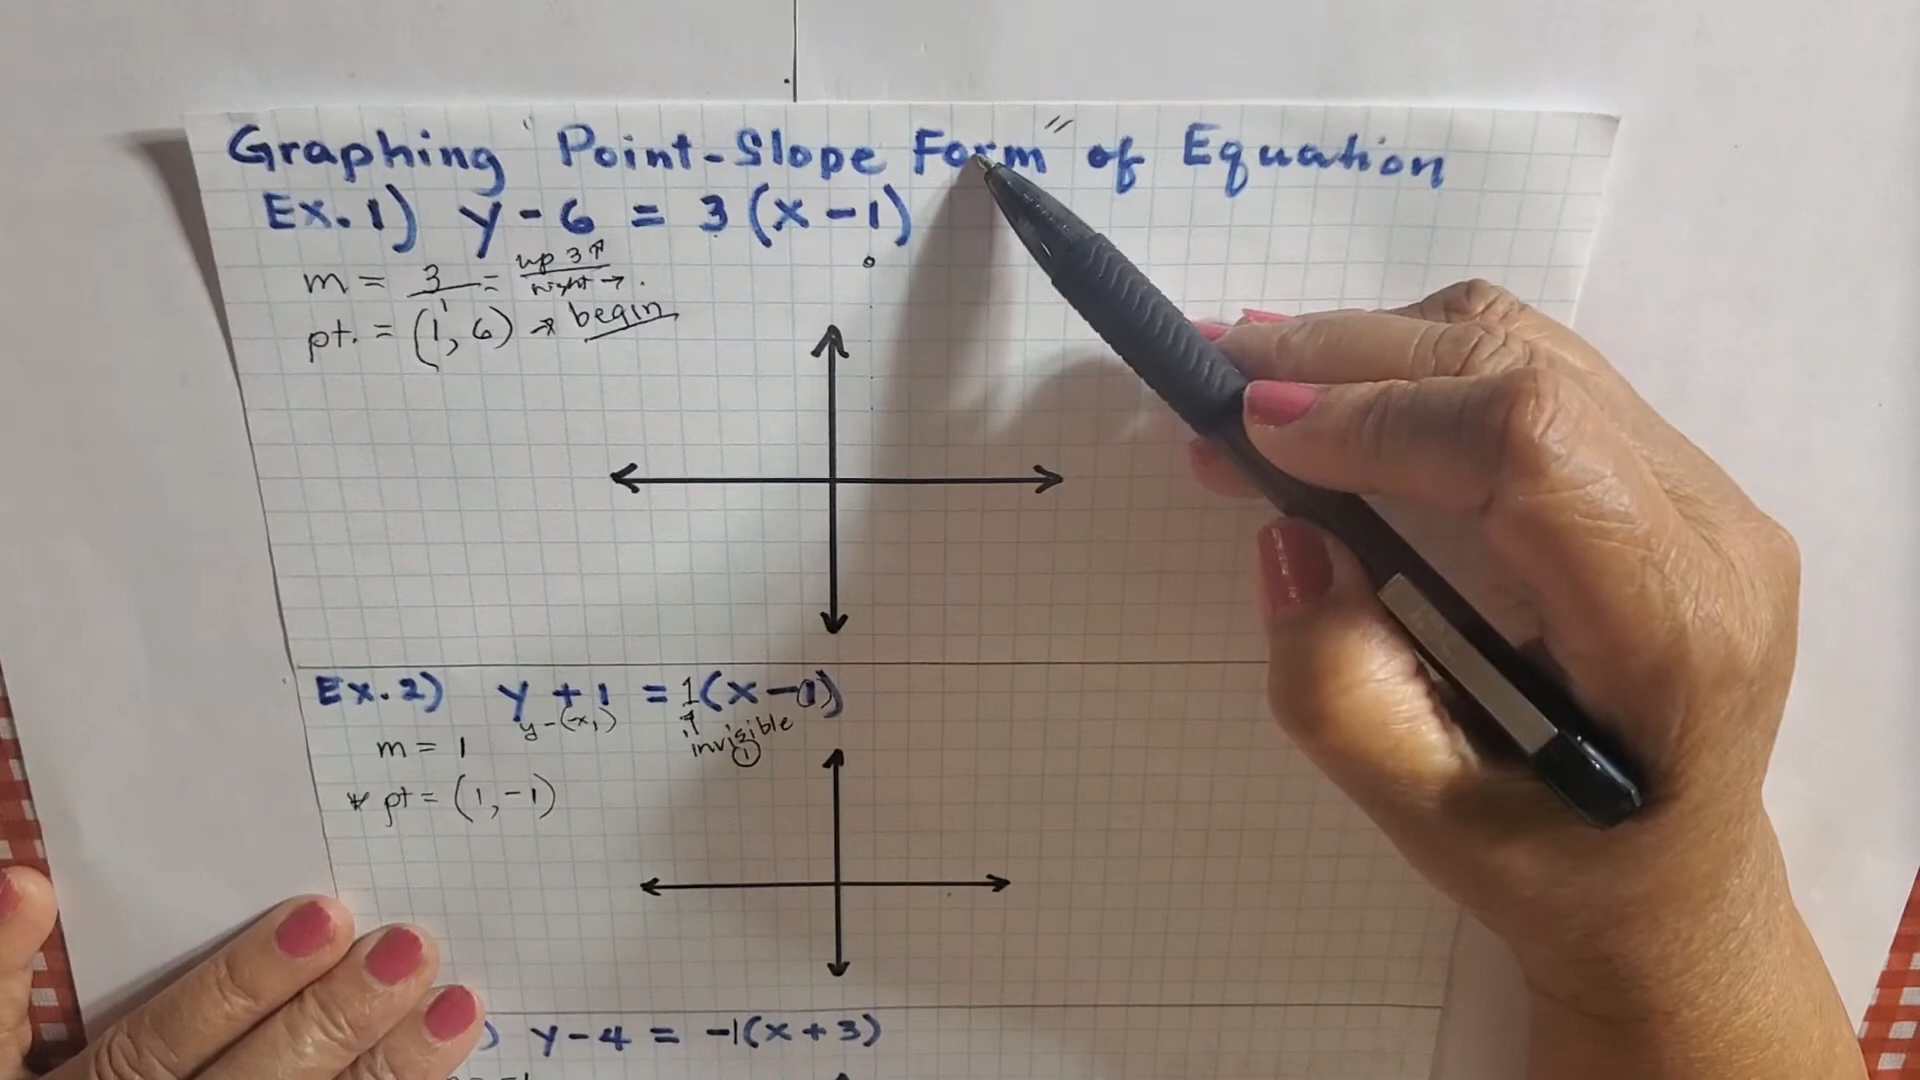 Graphing "Point-Slope Form" of Equation
Ex. 1) y - 6 = 3(x - 1)
m = 3/1 = up 3↑/right →
pt. = (1, 6) → begin
Ex. 2) y + 1 = 1(x - 1)
y - (-x, )
invisible
1
m = 1
* pt = (1, -1)
) y - 4 = -1(x + 3)